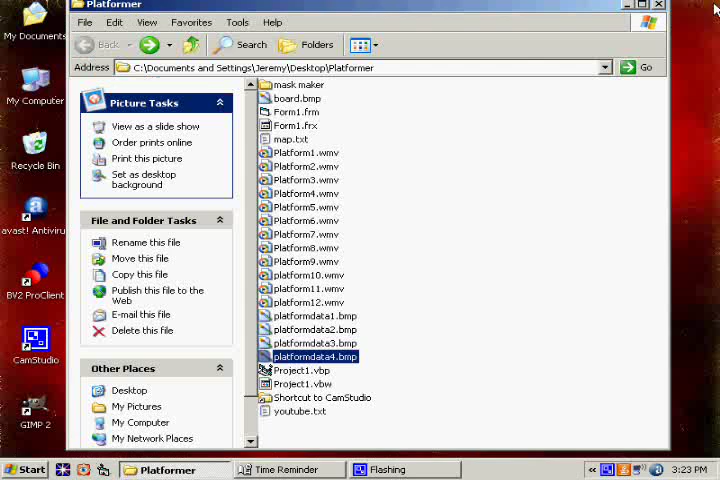 Platformer
File Edit View Favorites Tools Help
Back Search Folders
Address C:\Documents and Settings\Jeremy\Desktop\Platformer Go
My Documents
My Computer
Recycle Bin
avast! Antiviru
BV2 ProClient
CamStudio
GIMP 2
Picture Tasks
View as a slide show
Order prints online
Print this picture
Set as desktop
background
File and Folder Tasks
Rename this file
Move this file
Copy this file
Publish this file to the
Web
E-mail this file
Delete this file
Other Places
Desktop
My Pictures
My Computer
My Network Places
mask maker
board.bmp
Form1.frm
Form1.frx
map.txt
Platform1.wmv
Platform2.wmv
Platform3.wmv
Platform4.wmv
Platform5.wmv
Platform6.wmv
Platform7.wmv
Platform8.wmv
Platform9.wmv
platform10.wmv
platform11.wmv
platform12.wmv
platformdata1.bmp
platformdata2.bmp
platformdata3.bmp
platformdata4.bmp
Project1.vbp
Project1.vbw
Shortcut to CamStudio
youtube.txt
Start Platformer Time Reminder Flashing 3:23 PM